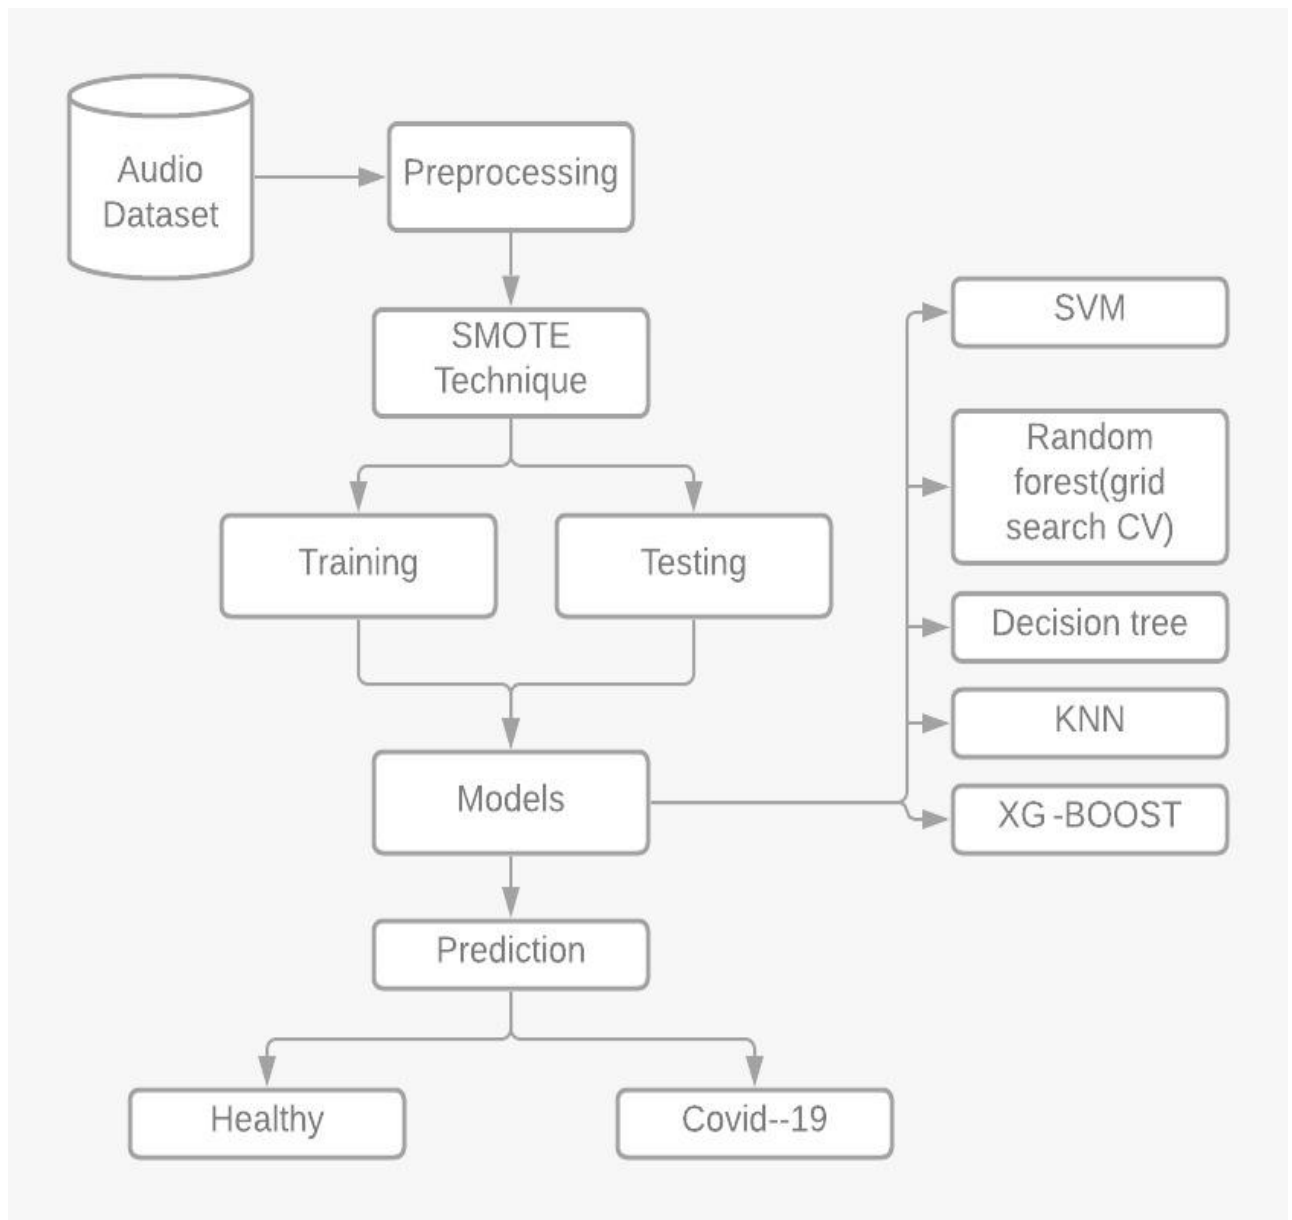 Audio
Dataset
Preprocessing
SMOTE
Technique
Training
Testing
Models
SVM
Random
forest(grid
search CV)
Decision tree
KNN
XG-BOOST
Prediction
Healthy
Covid--19